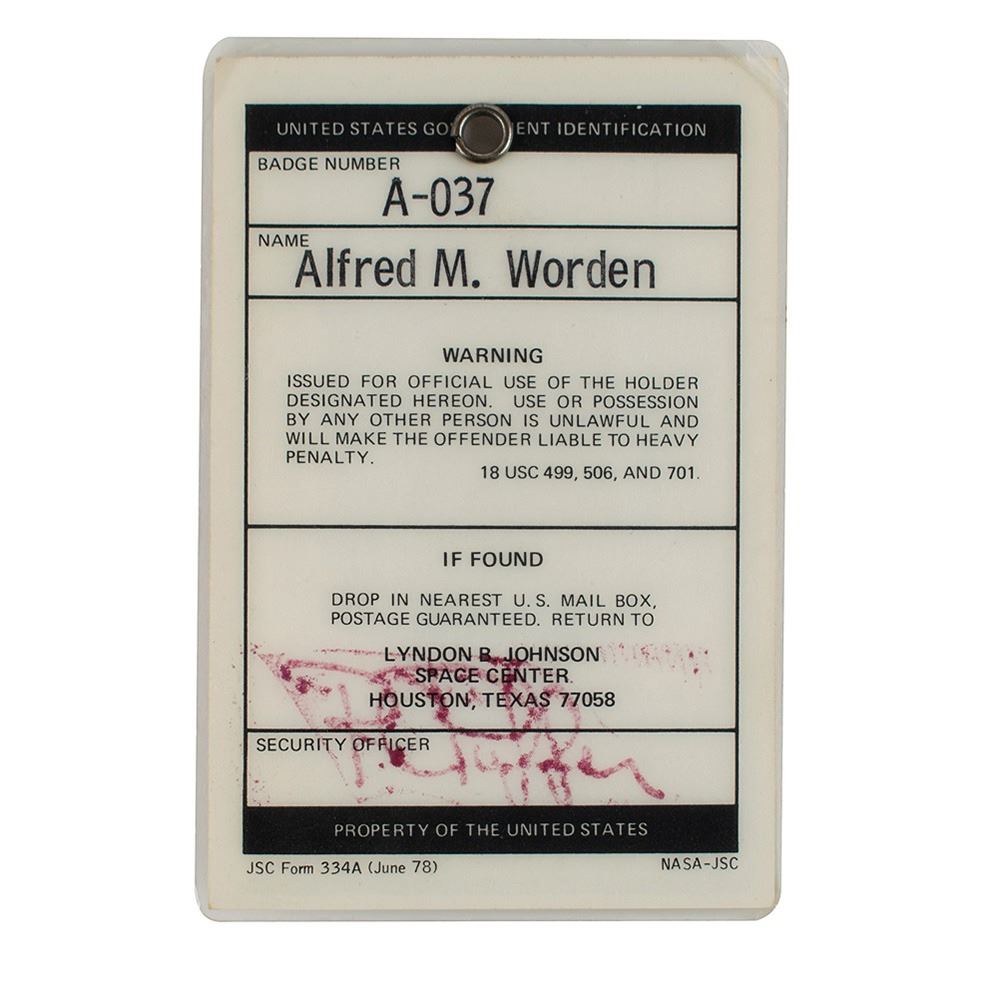 UNITED STATES GO ENT IDENTIFICATION
BADGE NUMBER
A-037
NAME
Alfred M. Worden
WARNING
ISSUED FOR OFFICIAL USE OF THE HOLDER
DESIGNATED HEREON. USE OR POSSESSION
BY ANY OTHER PERSON IS UNLAWFUL AND
WILL MAKE THE OFFENDER LIABLE TO HEAVY
PENALTY.
18 USC 499, 506, AND 701.
IF FOUND
DROP IN NEAREST U.S. MAIL BOX,
POSTAGE GUARANTEED. RETURN TO
LYNDON B. JOHNSON
SPACE CENTER
HOUSTON, TEXAS 77058
SECURITY OFFICER
PROPERTY OF THE UNITED STATES
JSC Form 334A (June 78) NASA-JSC